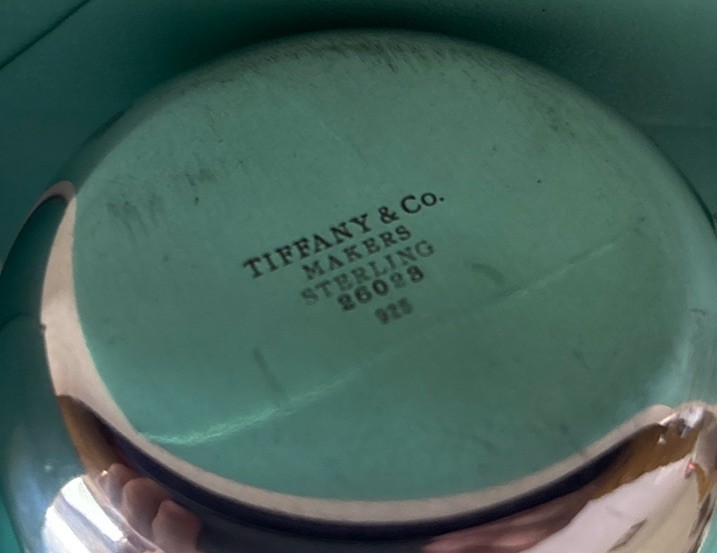 TIFFANY & Co.
MAKERS
STERLING
26023
925